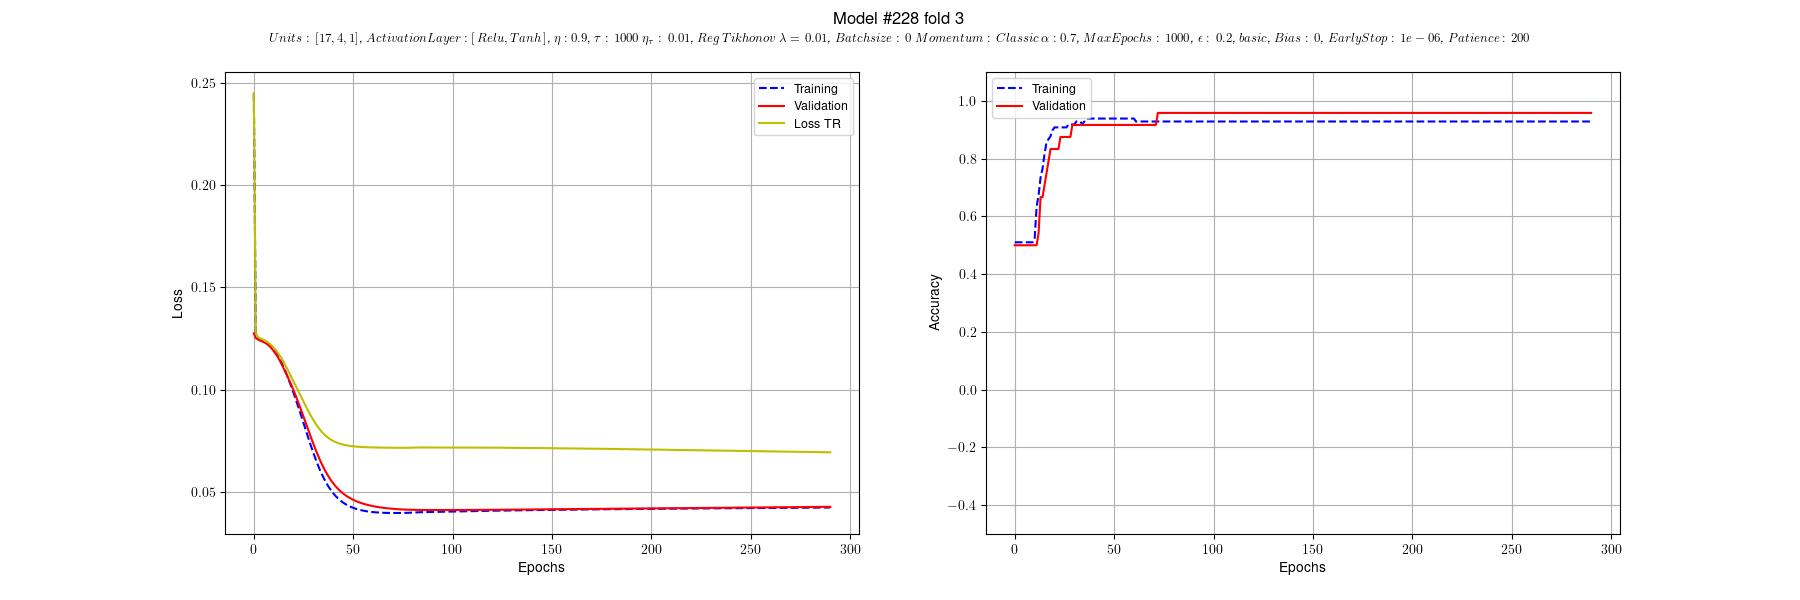 Model #228 fold 3
Units : [17, 4, 1], ActivationLayer : [ Relu, Tanh ], η : 0.9, τ : 1000 ητ : 0.01, Reg Tikhonov λ = 0.01, Batchsize : 0 Momentum : Classic α : 0.7, MaxEpochs : 1000, ϵ : 0.2, basic, Bias : 0, EarlyStop : 1e − 06, Patience : 200
Training
Validation
Loss TR
0.25
0.20
0.15
0.10
0.05
Loss
0 50 100 150 200 250 300
Epochs
Training
Validation
1.0
0.8
0.6
0.4
0.2
0.0
−0.2
−0.4
Accuracy
0 50 100 150 200 250 300
Epochs